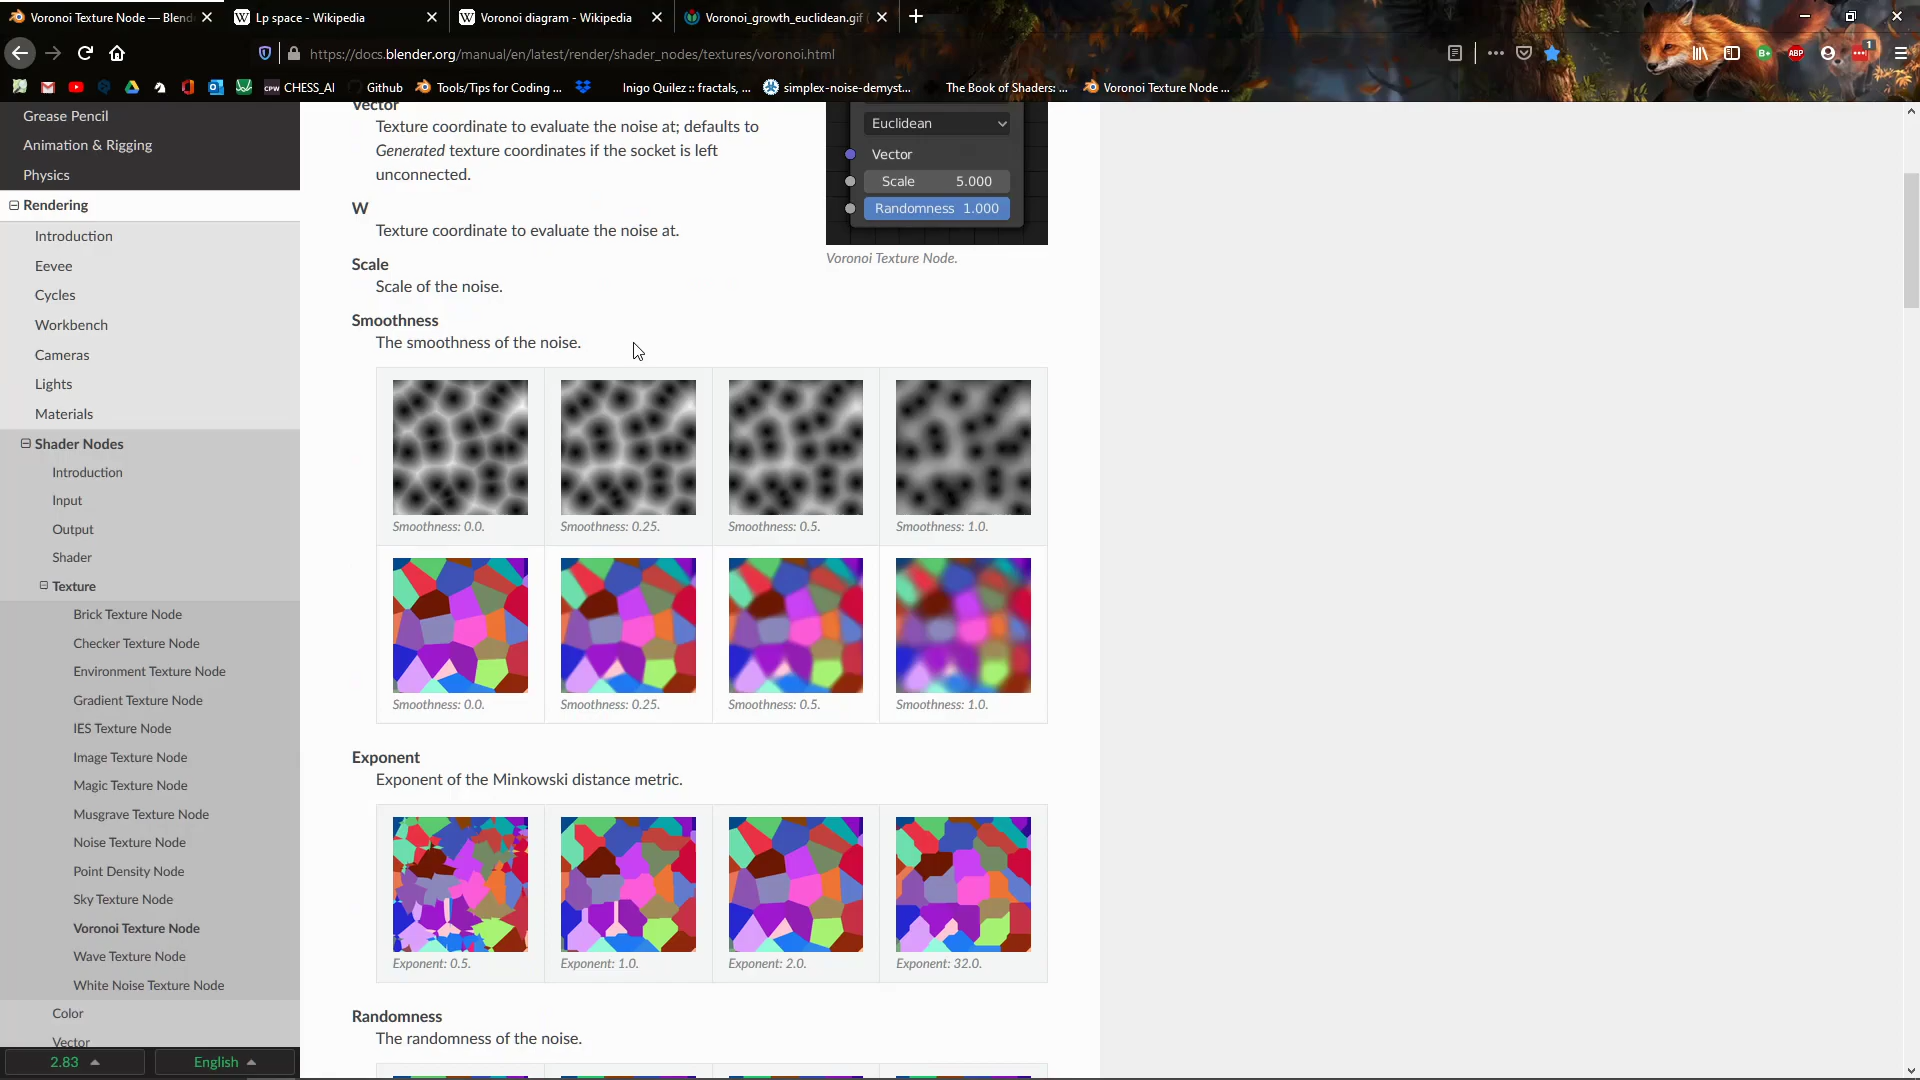 Voronoi Texture Node — Blend
Lp space - Wikipedia
Voronoi diagram - Wikipedia
Voronoi_growth_euclidean.gif
https://docs.blender.org/manual/en/latest/render/shader_nodes/textures/voronoi.html
1
CPW CHESS_AI
Github
Tools/Tips for Coding ...
Inigo Quilez :: fractals, ...
simplex-noise-demyst...
The Book of Shaders: ...
Voronoi Texture Node ...
Grease Pencil
Animation & Rigging
Physics
Rendering
Introduction
Eevee
Cycles
Workbench
Cameras
Lights
Materials
Shader Nodes
Introduction
Input
Output
Shader
Texture
Brick Texture Node
Checker Texture Node
Environment Texture Node
Gradient Texture Node
IES Texture Node
Image Texture Node
Magic Texture Node
Musgrave Texture Node
Noise Texture Node
Point Density Node
Sky Texture Node
Voronoi Texture Node
Wave Texture Node
White Noise Texture Node
Color
Vector
2.83
English
Vector
Texture coordinate to evaluate the noise at; defaults to
Generated texture coordinates if the socket is left
unconnected.
W
Texture coordinate to evaluate the noise at.
Scale
Scale of the noise.
Smoothness
The smoothness of the noise.
Euclidean
Vector
Scale 5.000
Randomness 1.000
Voronoi Texture Node.
Smoothness: 0.0.
Smoothness: 0.25.
Smoothness: 0.5.
Smoothness: 1.0.
Smoothness: 0.0.
Smoothness: 0.25.
Smoothness: 0.5.
Smoothness: 1.0.
Exponent
Exponent of the Minkowski distance metric.
Exponent: 0.5.
Exponent: 1.0.
Exponent: 2.0.
Exponent: 32.0.
Randomness
The randomness of the noise.